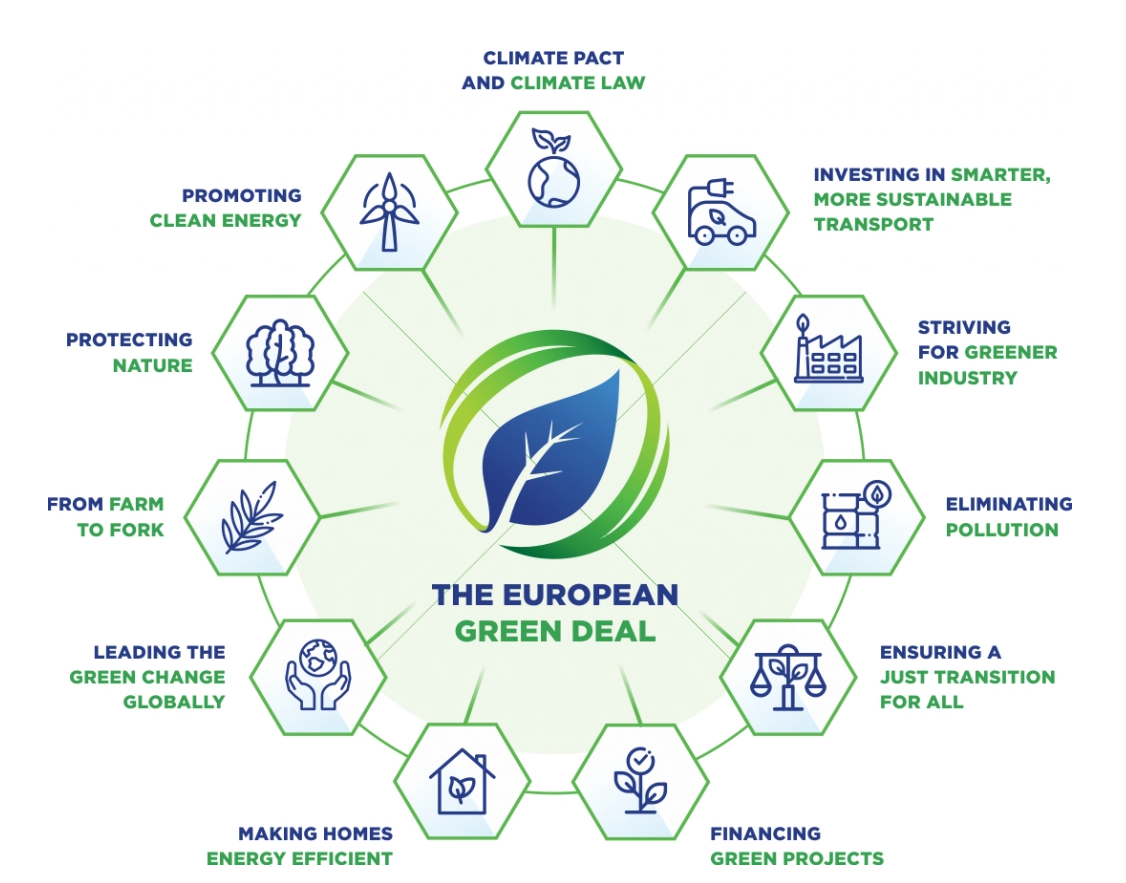 CLIMATE PACT
AND CLIMATE LAW
INVESTING IN SMARTER,
MORE SUSTAINABLE
TRANSPORT
STRIVING
FOR GREENER
INDUSTRY
ELIMINATING
POLLUTION
ENSURING A
JUST TRANSITION
FOR ALL
FINANCING
GREEN PROJECTS
MAKING HOMES
ENERGY EFFICIENT
LEADING THE
GREEN CHANGE
GLOBALLY
FROM FARM
TO FORK
PROTECTING
NATURE
PROMOTING
CLEAN ENERGY
THE EUROPEAN
GREEN DEAL